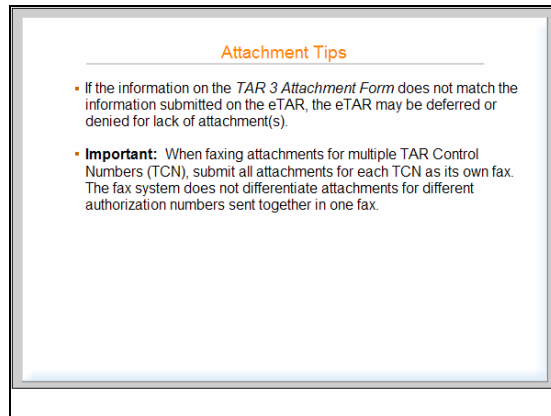 Attachment Tips
▪ If the information on the TAR 3 Attachment Form does not match the
information submitted on the eTAR, the eTAR may be deferred or
denied for lack of attachment(s).
▪ Important: When faxing attachments for multiple TAR Control
Numbers (TCN), submit all attachments for each TCN as its own fax.
The fax system does not differentiate attachments for different
authorization numbers sent together in one fax.